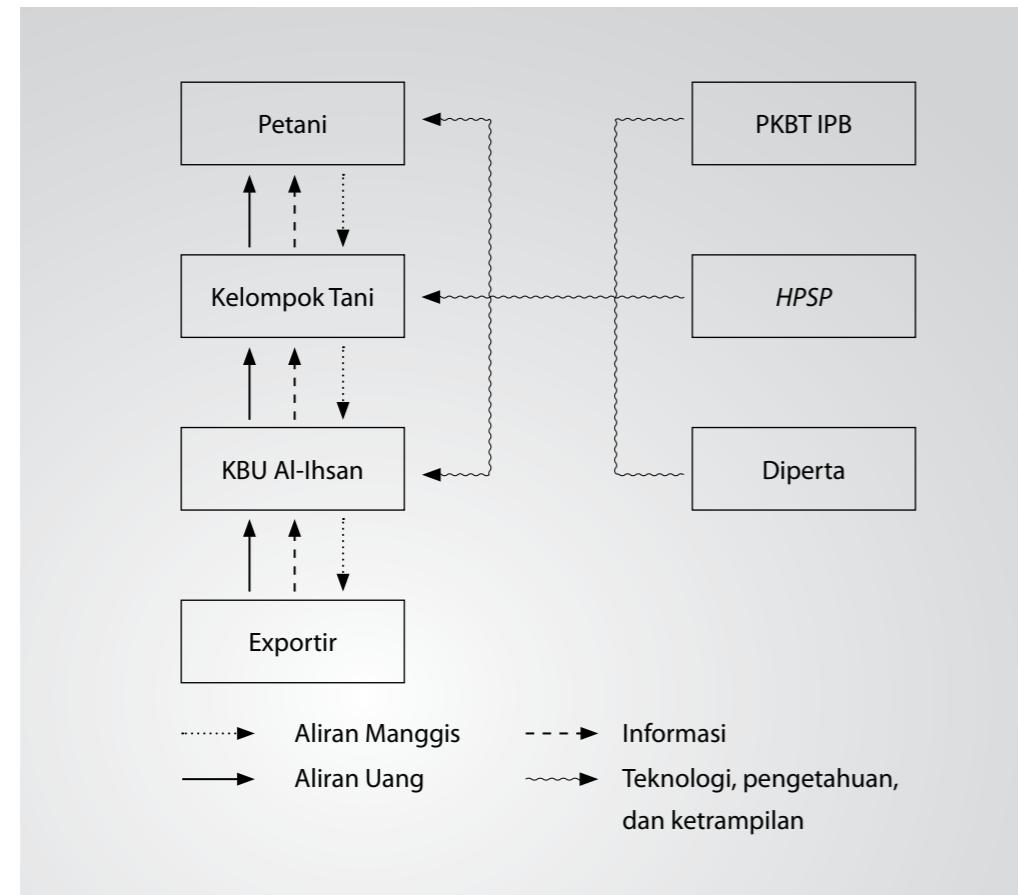 Petani
PKBT IPB
Kelompok Tani
HPSP
KBU Al-Ihsan
Diperta
Exportir
Aliran Manggis
Informasi
Aliran Uang
Teknologi, pengetahuan,
dan ketrampilan